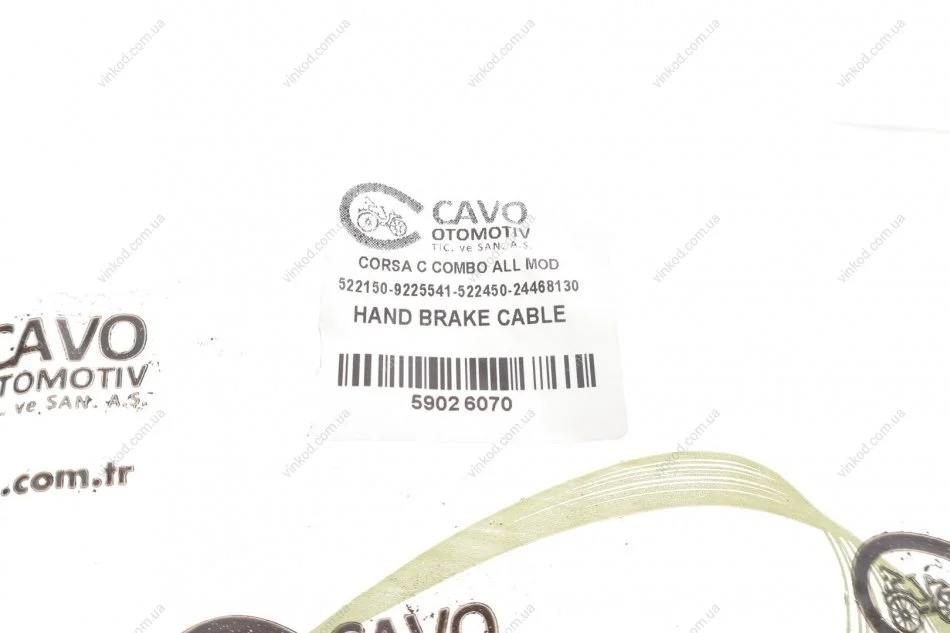 CAVO
OTOMOTIV
TIC. ve SAN. A.S.
CORSA C COMBO ALL MOD
522150-9225541-522450-24468130
HAND BRAKE CABLE
5902 6070
CAVO
OTOMOTIV
. ve SAN. A.Ş.
.com.tr
CAVO
vinkod.com.ua